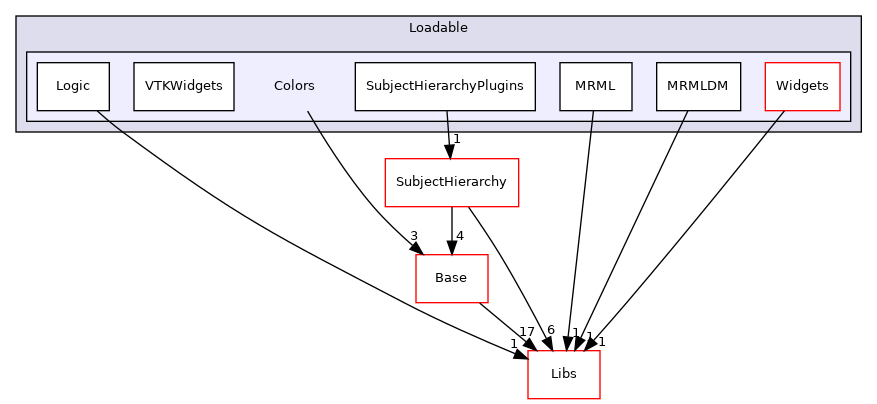 Loadable
Logic
VTKWidgets
Colors
SubjectHierarchyPlugins
MRML
MRMLDM
Widgets
1
SubjectHierarchy
3
4
Base
17
6
1
1
1
1
Libs